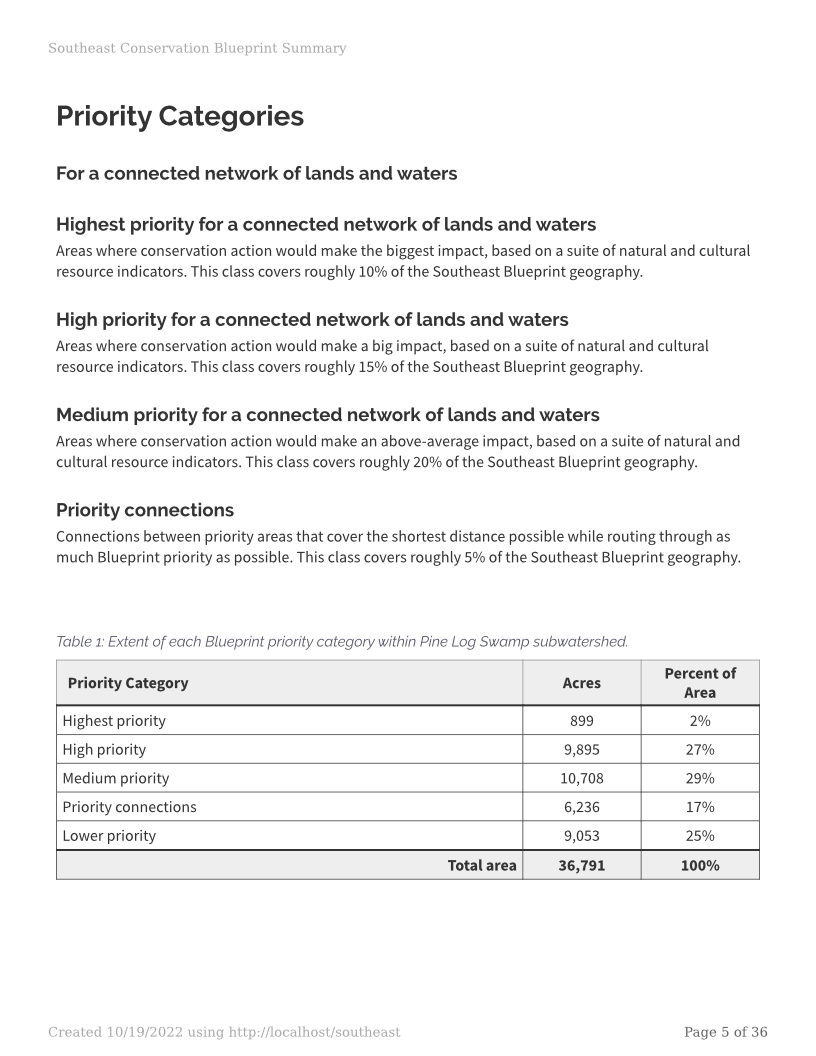 Southeast Conservation Blueprint Summary
Priority Categories
For a connected network of lands and waters
Highest priority for a connected network of lands and waters
Areas where conservation action would make the biggest impact, based on a suite of natural and cultural
resource indicators. This class covers roughly 10% of the Southeast Blueprint geography.
High priority for a connected network of lands and waters
Areas where conservation action would make a big impact, based on a suite of natural and cultural
resource indicators. This class covers roughly 15% of the Southeast Blueprint geography.
Medium priority for a connected network of lands and waters
Areas where conservation action would make an above-average impact, based on a suite of natural and
cultural resource indicators. This class covers roughly 20% of the Southeast Blueprint geography.
Priority connections
Connections between priority areas that cover the shortest distance possible while routing through as
much Blueprint priority as possible. This class covers roughly 5% of the Southeast Blueprint geography.
Table 1: Extent of each Blueprint priority category within Pine Log Swamp subwatershed.
Priority Category Acres Percent of
Area
Highest priority 899 2%
High priority 9,895 27%
Medium priority 10,708 29%
Priority connections 6,236 17%
Lower priority 9,053 25%
Total area 36,791 100%
Created 10/19/2022 using http://localhost/southeast Page 5 of 36